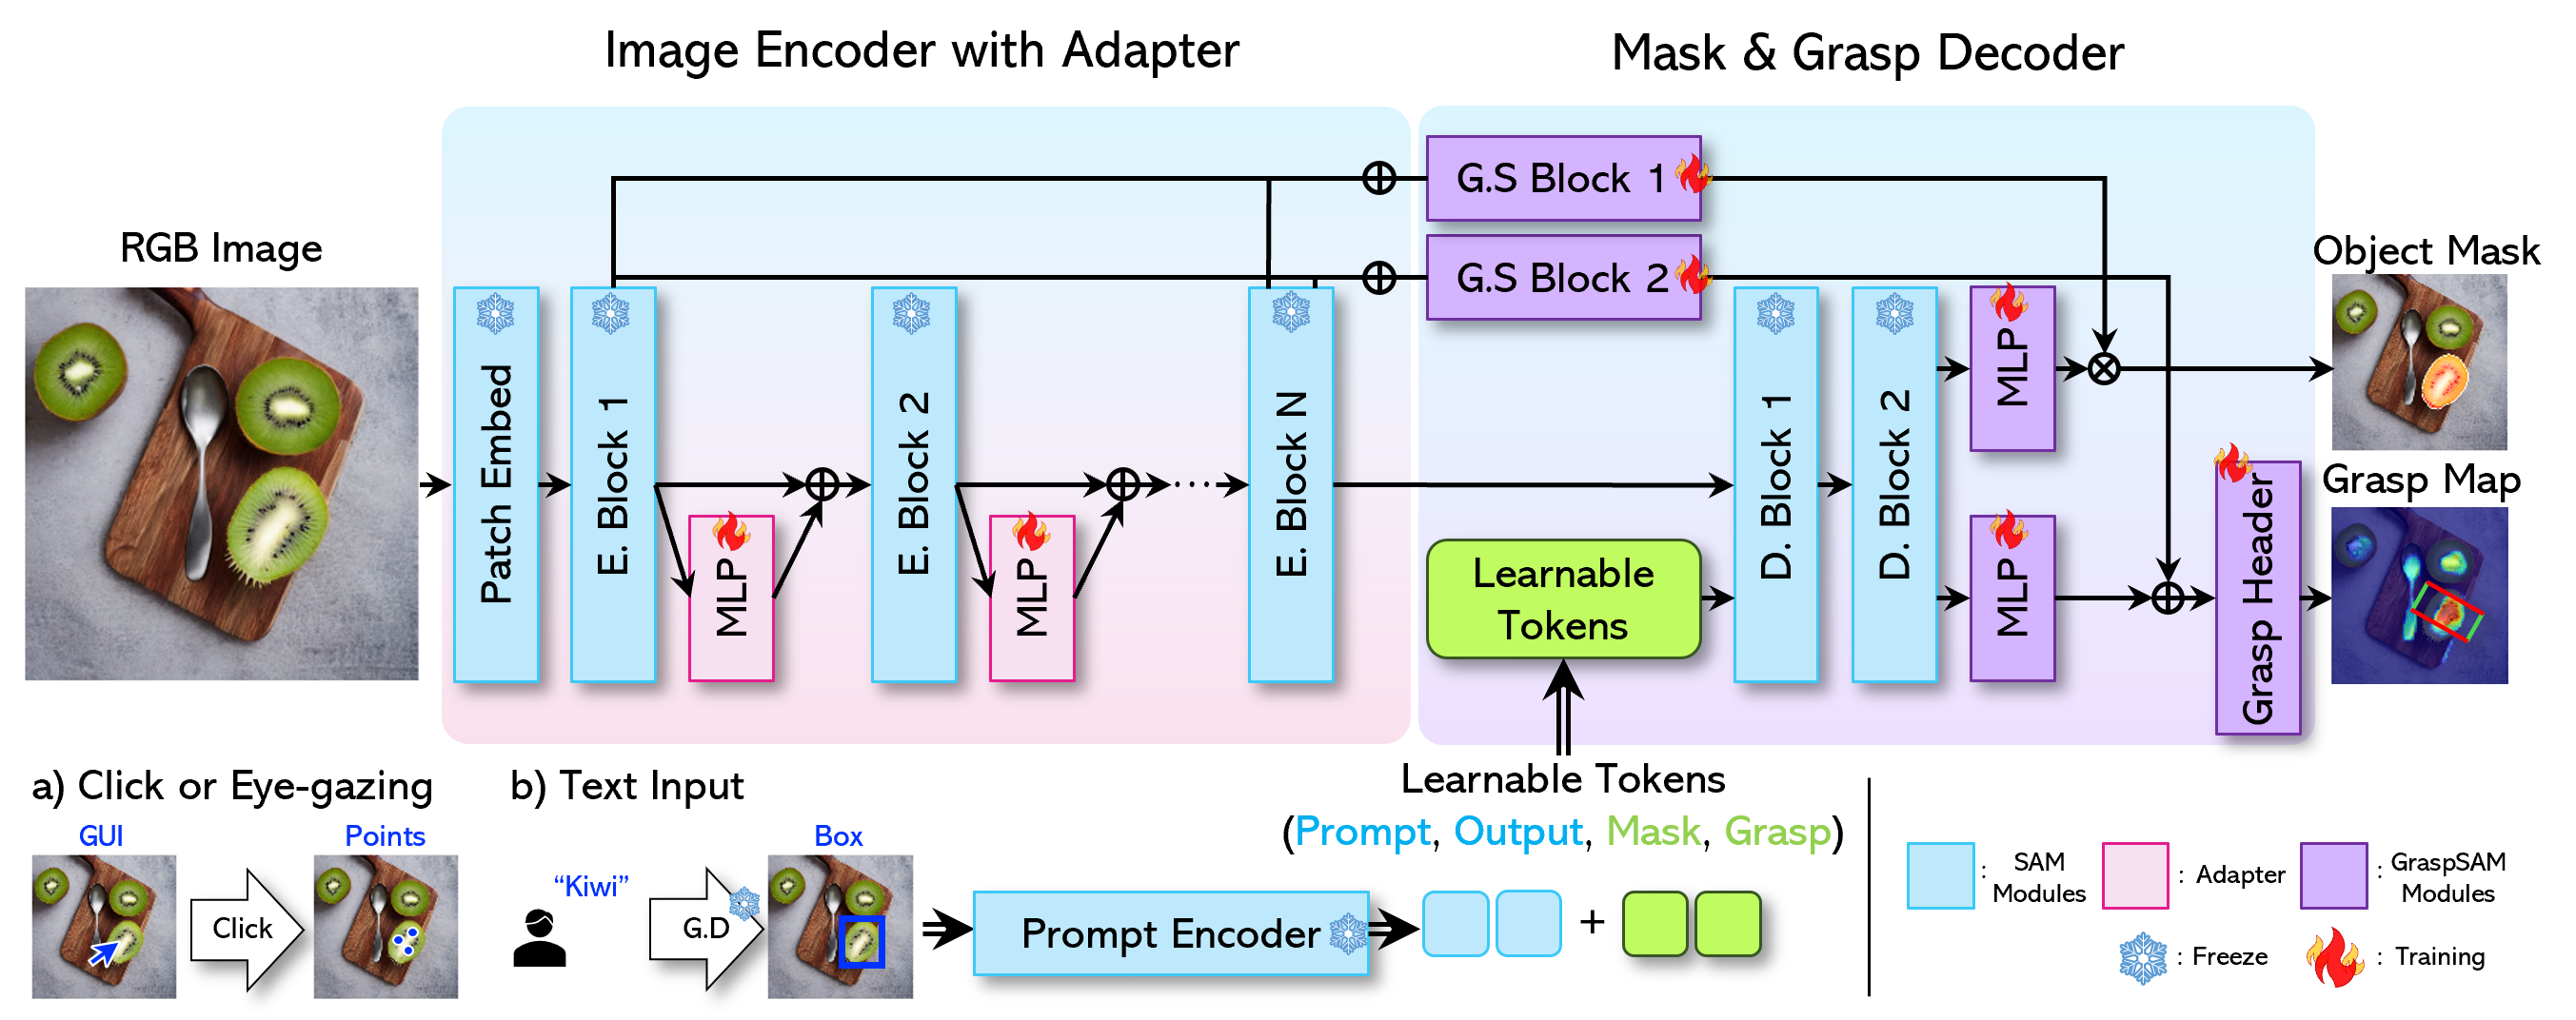 Image Encoder with Adapter
Mask & Grasp Decoder
RGB Image
G.S Block 1
G.S Block 2
Object Mask
Patch Embed
E. Block 1
MLP
E. Block 2
MLP
...
E. Block N
D. Block 1
D. Block 2
MLP
MLP
Grasp Header
Grasp Map
Learnable
Tokens
a) Click or Eye-gazing
b) Text Input
Learnable Tokens
(Prompt, Output, Mask, Grasp)
GUI
Points
Box
Click
"Kiwi"
G.D
Prompt Encoder
+
: SAM
Modules
: Adapter
: GraspSAM
Modules
: Freeze
: Training